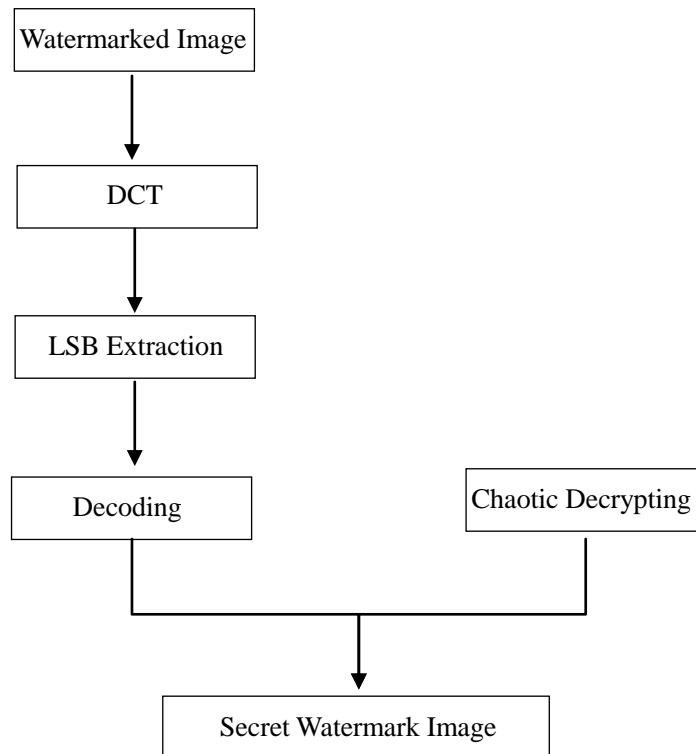 Watermarked Image
DCT
LSB Extraction
Decoding
Chaotic Decrypting
Secret Watermark Image